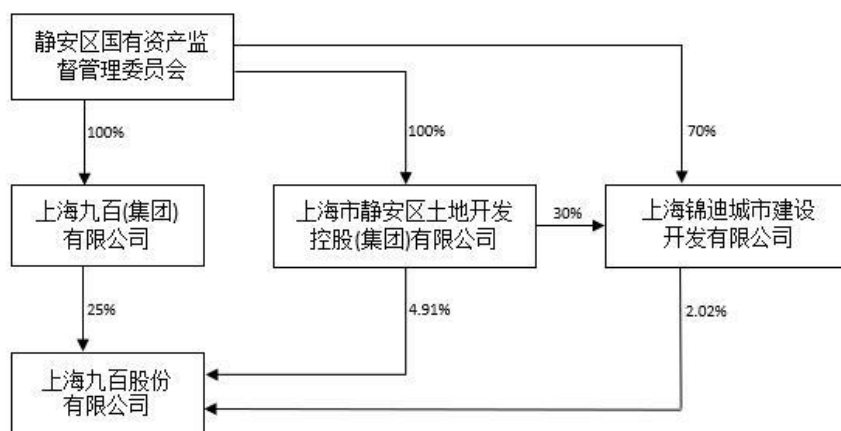 静安区国有资产监
督管理委员会
100%
100%
70%
上海九百(集团)
有限公司
上海市静安区土地开发
控股(集团)有限公司
30%
上海锦迪城市建设
开发有限公司
25%
4.91%
2.02%
上海九百股份
有限公司